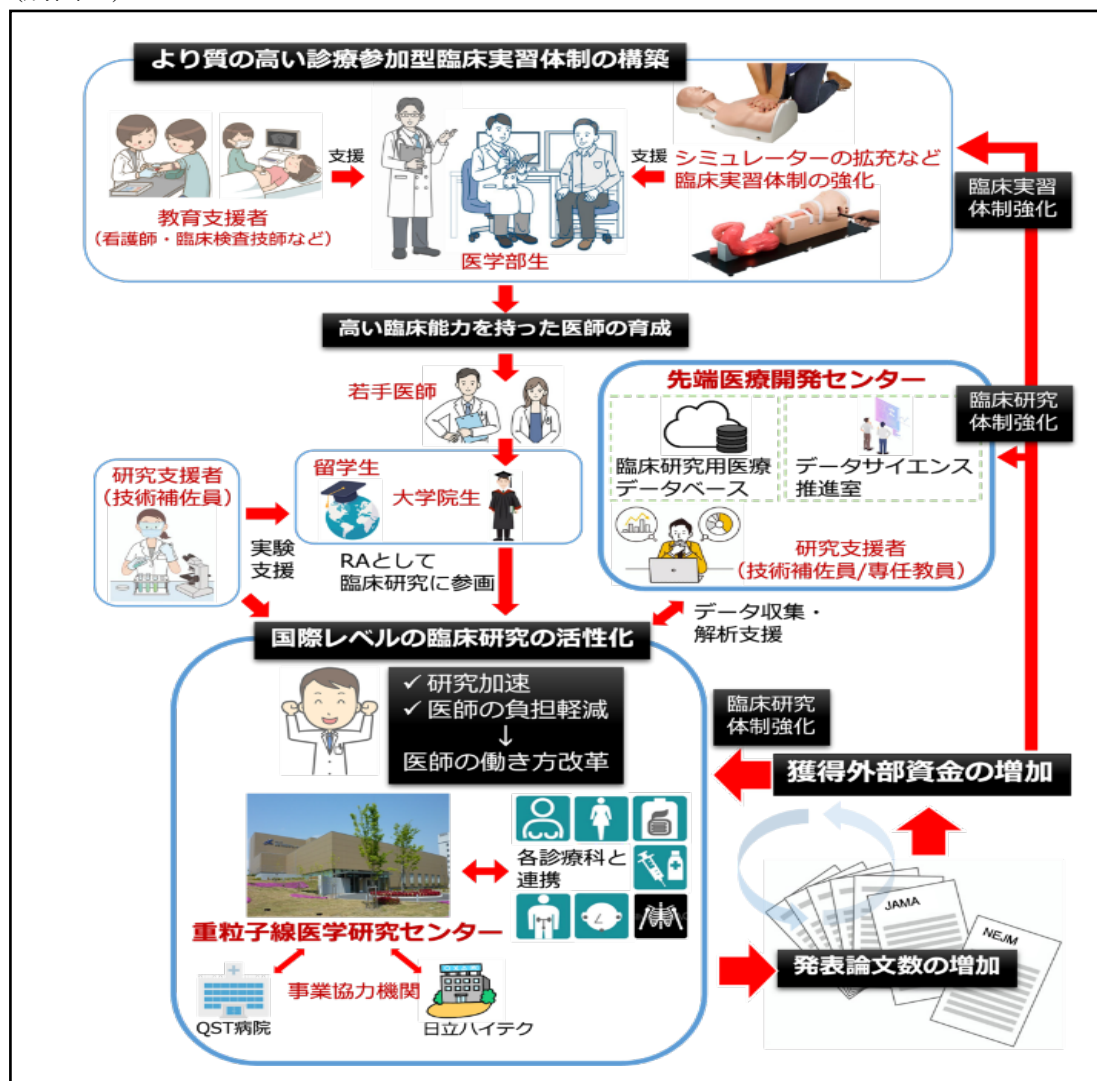 より質の高い診療参加型臨床実習体制の構築
支援
支援
シミュレーターの拡充など
臨床実習体制の強化
教育支援者
(看護師・臨床検査技師など)
医学部生
臨床実習
体制強化
高い臨床能力を持った医師の育成
若手医師
先端医療開発センター
臨床研究用医療
データベース
データサイエンス
推進室
臨床研究
体制強化
研究支援者
(技術補佐員)
留学生
大学院生
実験
支援
RAとして
臨床研究に参画
研究支援者
(技術補佐員/専任教員)
データ収集・
解析支援
国際レベルの臨床研究の活性化
✓ 研究加速
✓ 医師の負担軽減
↓
医師の働き方改革
臨床研究
体制強化
獲得外部資金の増加
各診療科と
連携
重粒子線医学研究センター
事業協力機関
QST病院
日立ハイテク
JAMA
NEJM
発表論文数の増加